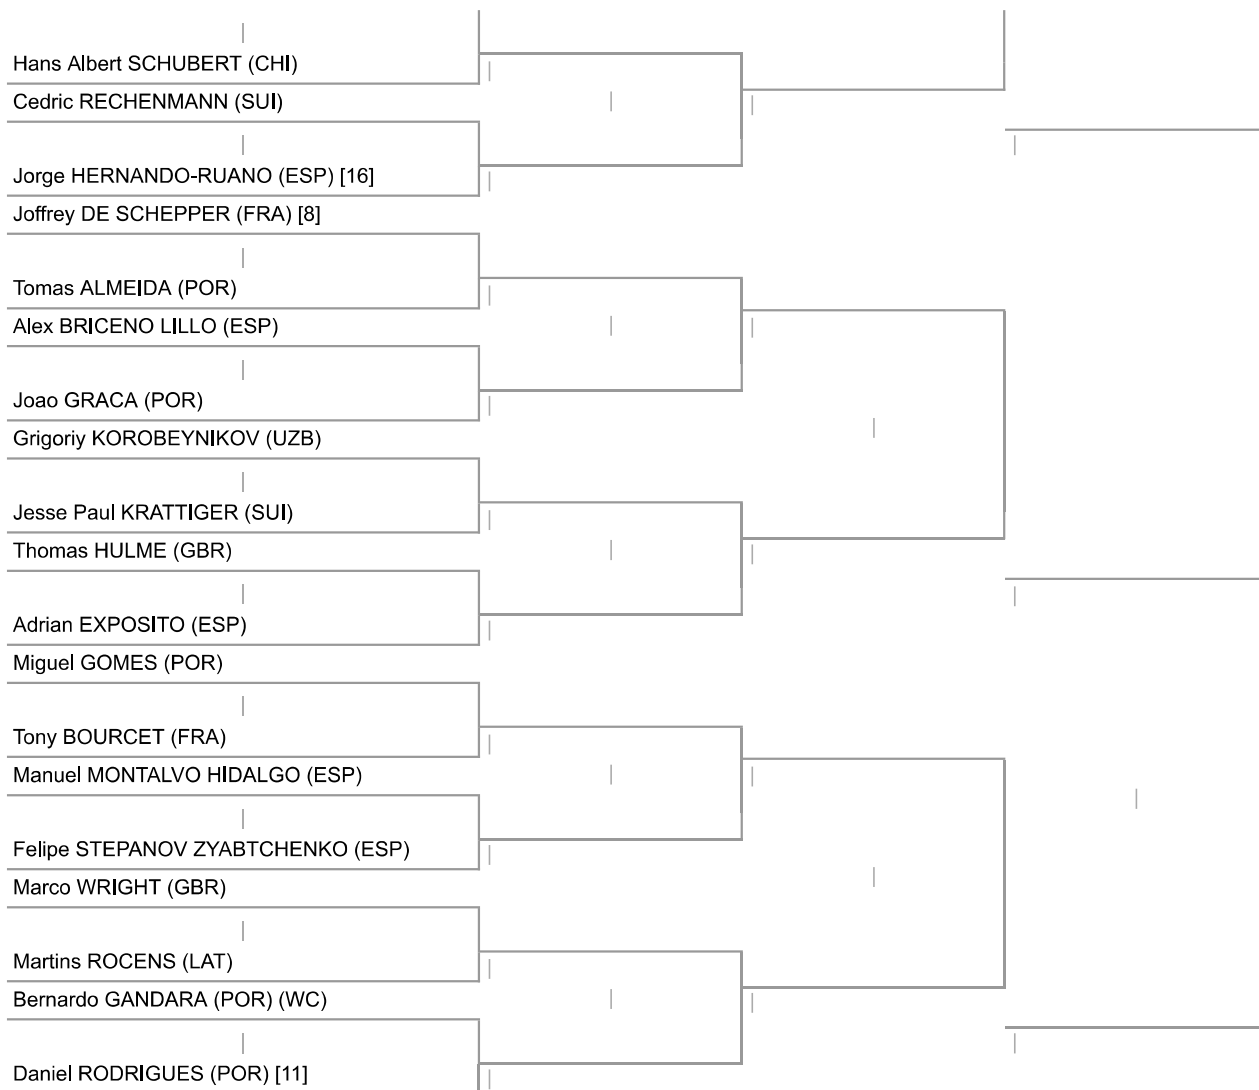 Hans Albert SCHUBERT (CHI)
Cedric RECHENMANN (SUI)
Jorge HERNANDO-RUANO (ESP) [16]
Joffrey DE SCHEPPER (FRA) [8]
Tomas ALMEIDA (POR)
Alex BRICENO LILLO (ESP)
Joao GRACA (POR)
Grigoriy KOROBEYNIKOV (UZB)
Jesse Paul KRATTIGER (SUI)
Thomas HULME (GBR)
Adrian EXPOSITO (ESP)
Miguel GOMES (POR)
Tony BOURCET (FRA)
Manuel MONTALVO HIDALGO (ESP)
Felipe STEPANOV ZYABTCHENKO (ESP)
Marco WRIGHT (GBR)
Martins ROCENS (LAT)
Bernardo GANDARA (POR) (WC)
Daniel RODRIGUES (POR) [11]